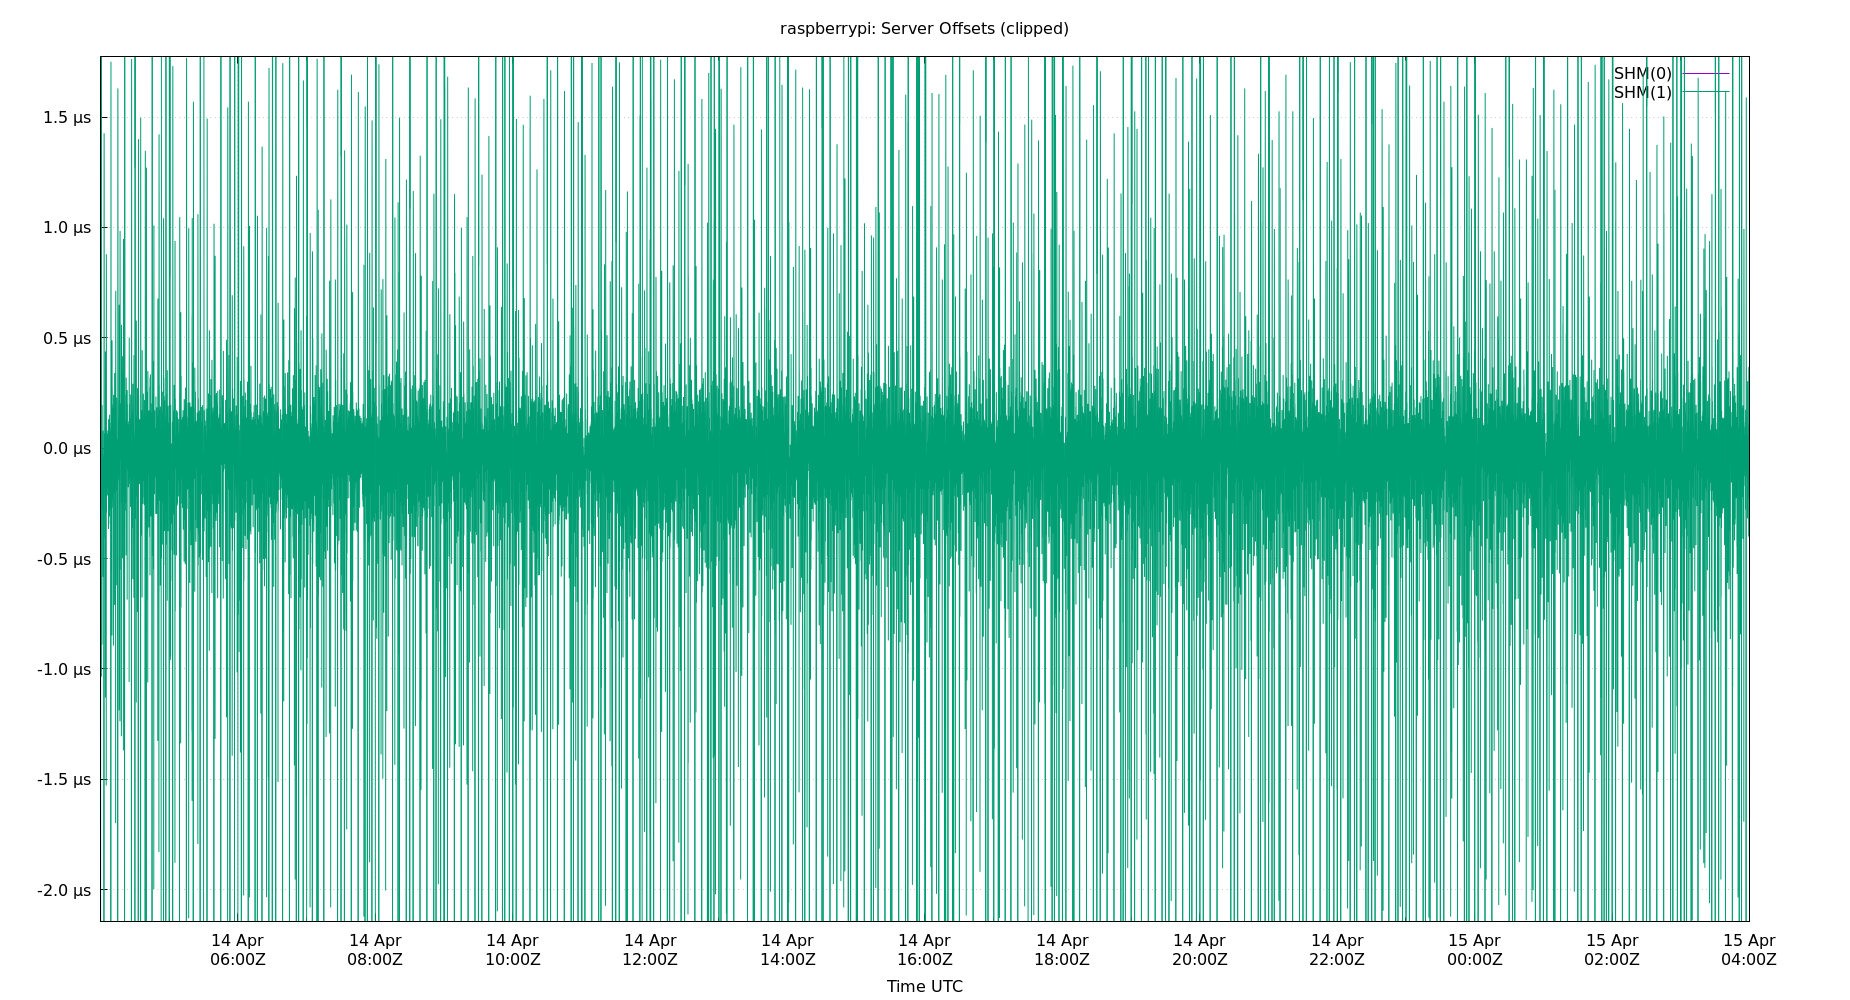 raspberrypi: Server Offsets (clipped)
SHM(0)
SHM(1)
1.5 µs
1.0 µs
0.5 µs
0.0 µs
-0.5 µs
-1.0 µs
-1.5 µs
-2.0 µs
14 Apr 14 Apr 14 Apr 14 Apr 14 Apr 14 Apr 14 Apr 14 Apr 14 Apr 15 Apr 15 Apr 15 Apr
06:00Z 08:00Z 10:00Z 12:00Z 14:00Z 16:00Z 18:00Z 20:00Z 22:00Z 00:00Z 02:00Z 04:00Z
Time UTC